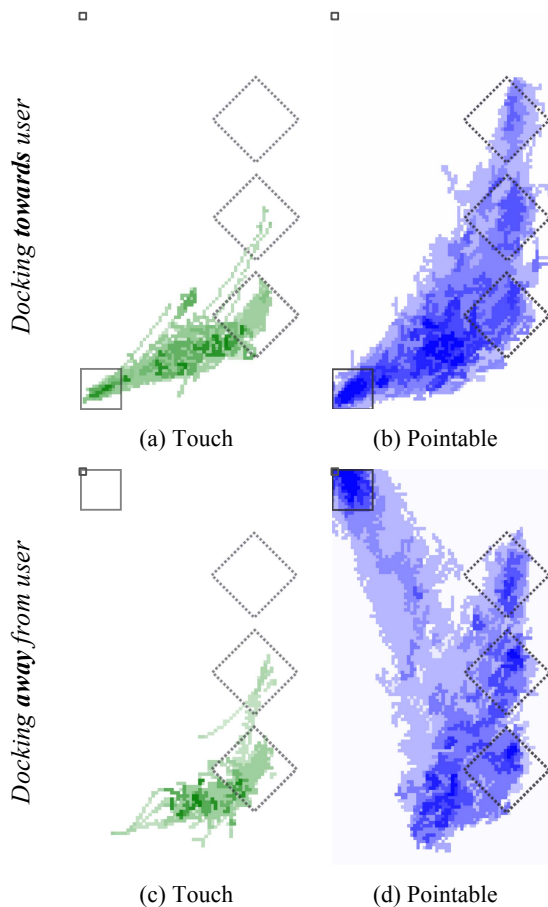 Docking towards user
(a) Touch
(b) Pointable
Docking away from user
(c) Touch
(d) Pointable